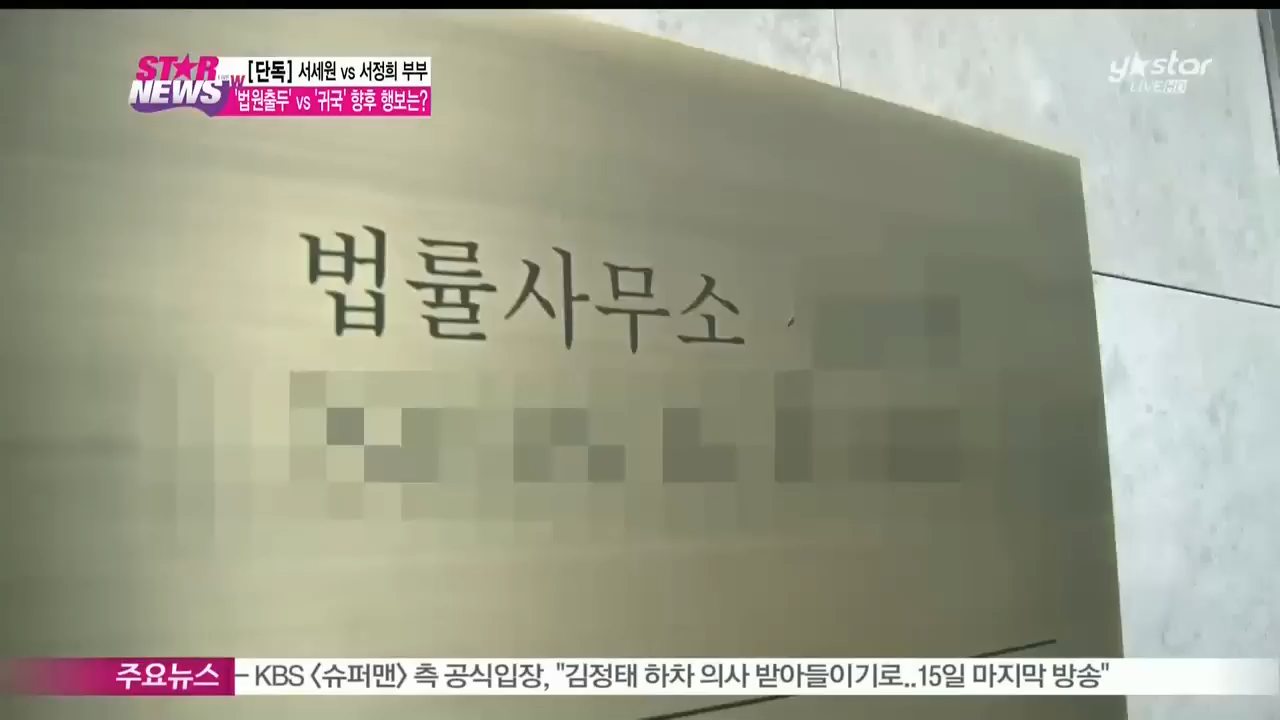 STAR NEWS
[단독] 서세원 vs 서정희 부부
'법원출두' vs '귀국' 향후 행보는?
y★star
LIVE HD
법률사무소
주요뉴스
- KBS〈슈퍼맨〉측 공식입장, "김정태 하차 의사 받아들이기로..15일 마지막 방송"